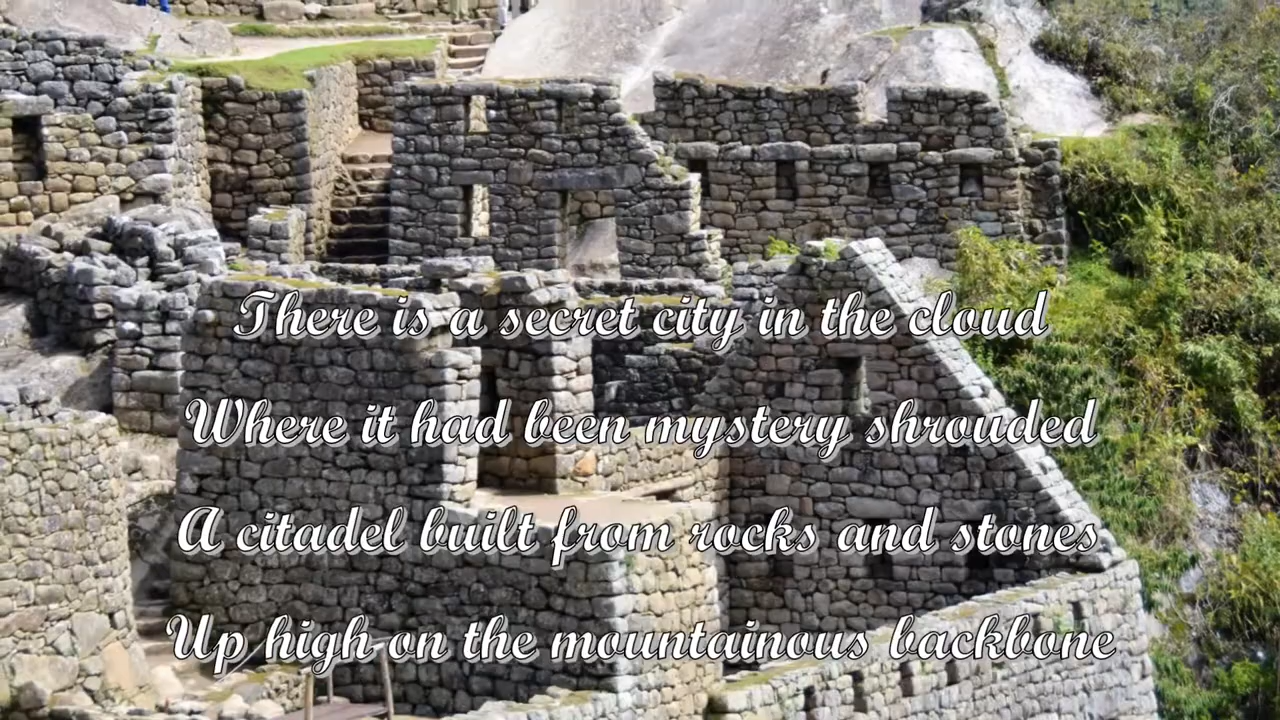 There is a secret city in the cloud
Where it had been mystery shrouded
A citadel built from rocks and stones
Up high on the mountainous backbone